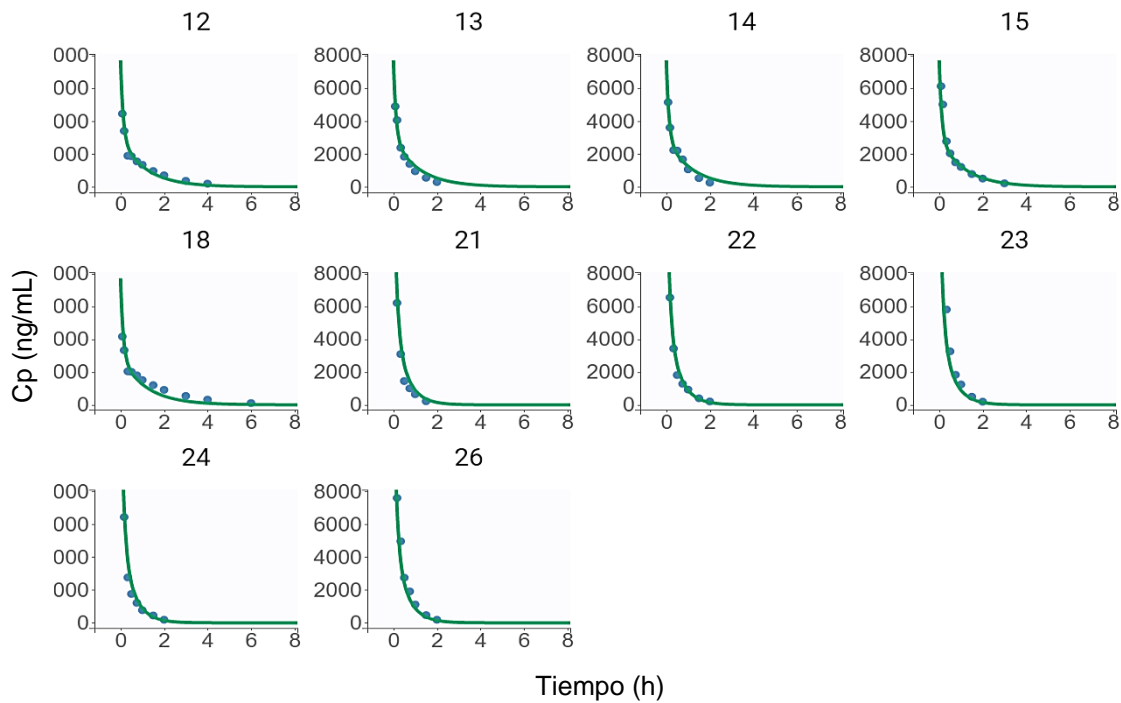 12 13 14 15
000 8000 8000 8000
000 6000 6000 6000
000 4000 4000 4000
000 2000 2000 2000
0 0 0 0
0 2 4 6 8 0 2 4 6 8 0 2 4 6 8 0 2 4 6 8
18 21 22 23
000 8000 8000 8000
000 6000 6000 6000
000 4000 4000 4000
000 2000 2000 2000
0 0 0 0
0 2 4 6 8 0 2 4 6 8 0 2 4 6 8 0 2 4 6 8
Cp (ng/mL)
24 26
000 8000
000 6000
000 4000
000 2000
0 0
0 2 4 6 8 0 2 4 6 8
Tiempo (h)